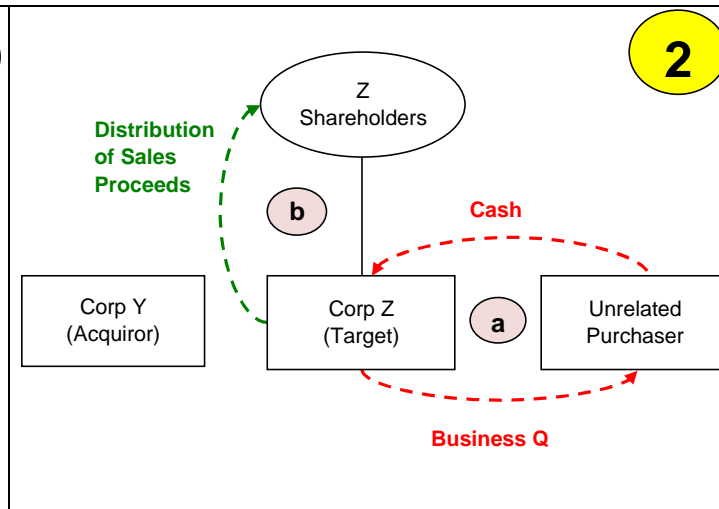 2
Z
Shareholders
Distribution
of Sales
Proceeds
b
Cash
Corp Y
(Acquiror)
Corp Z
(Target)
a
Unrelated
Purchaser
Business Q